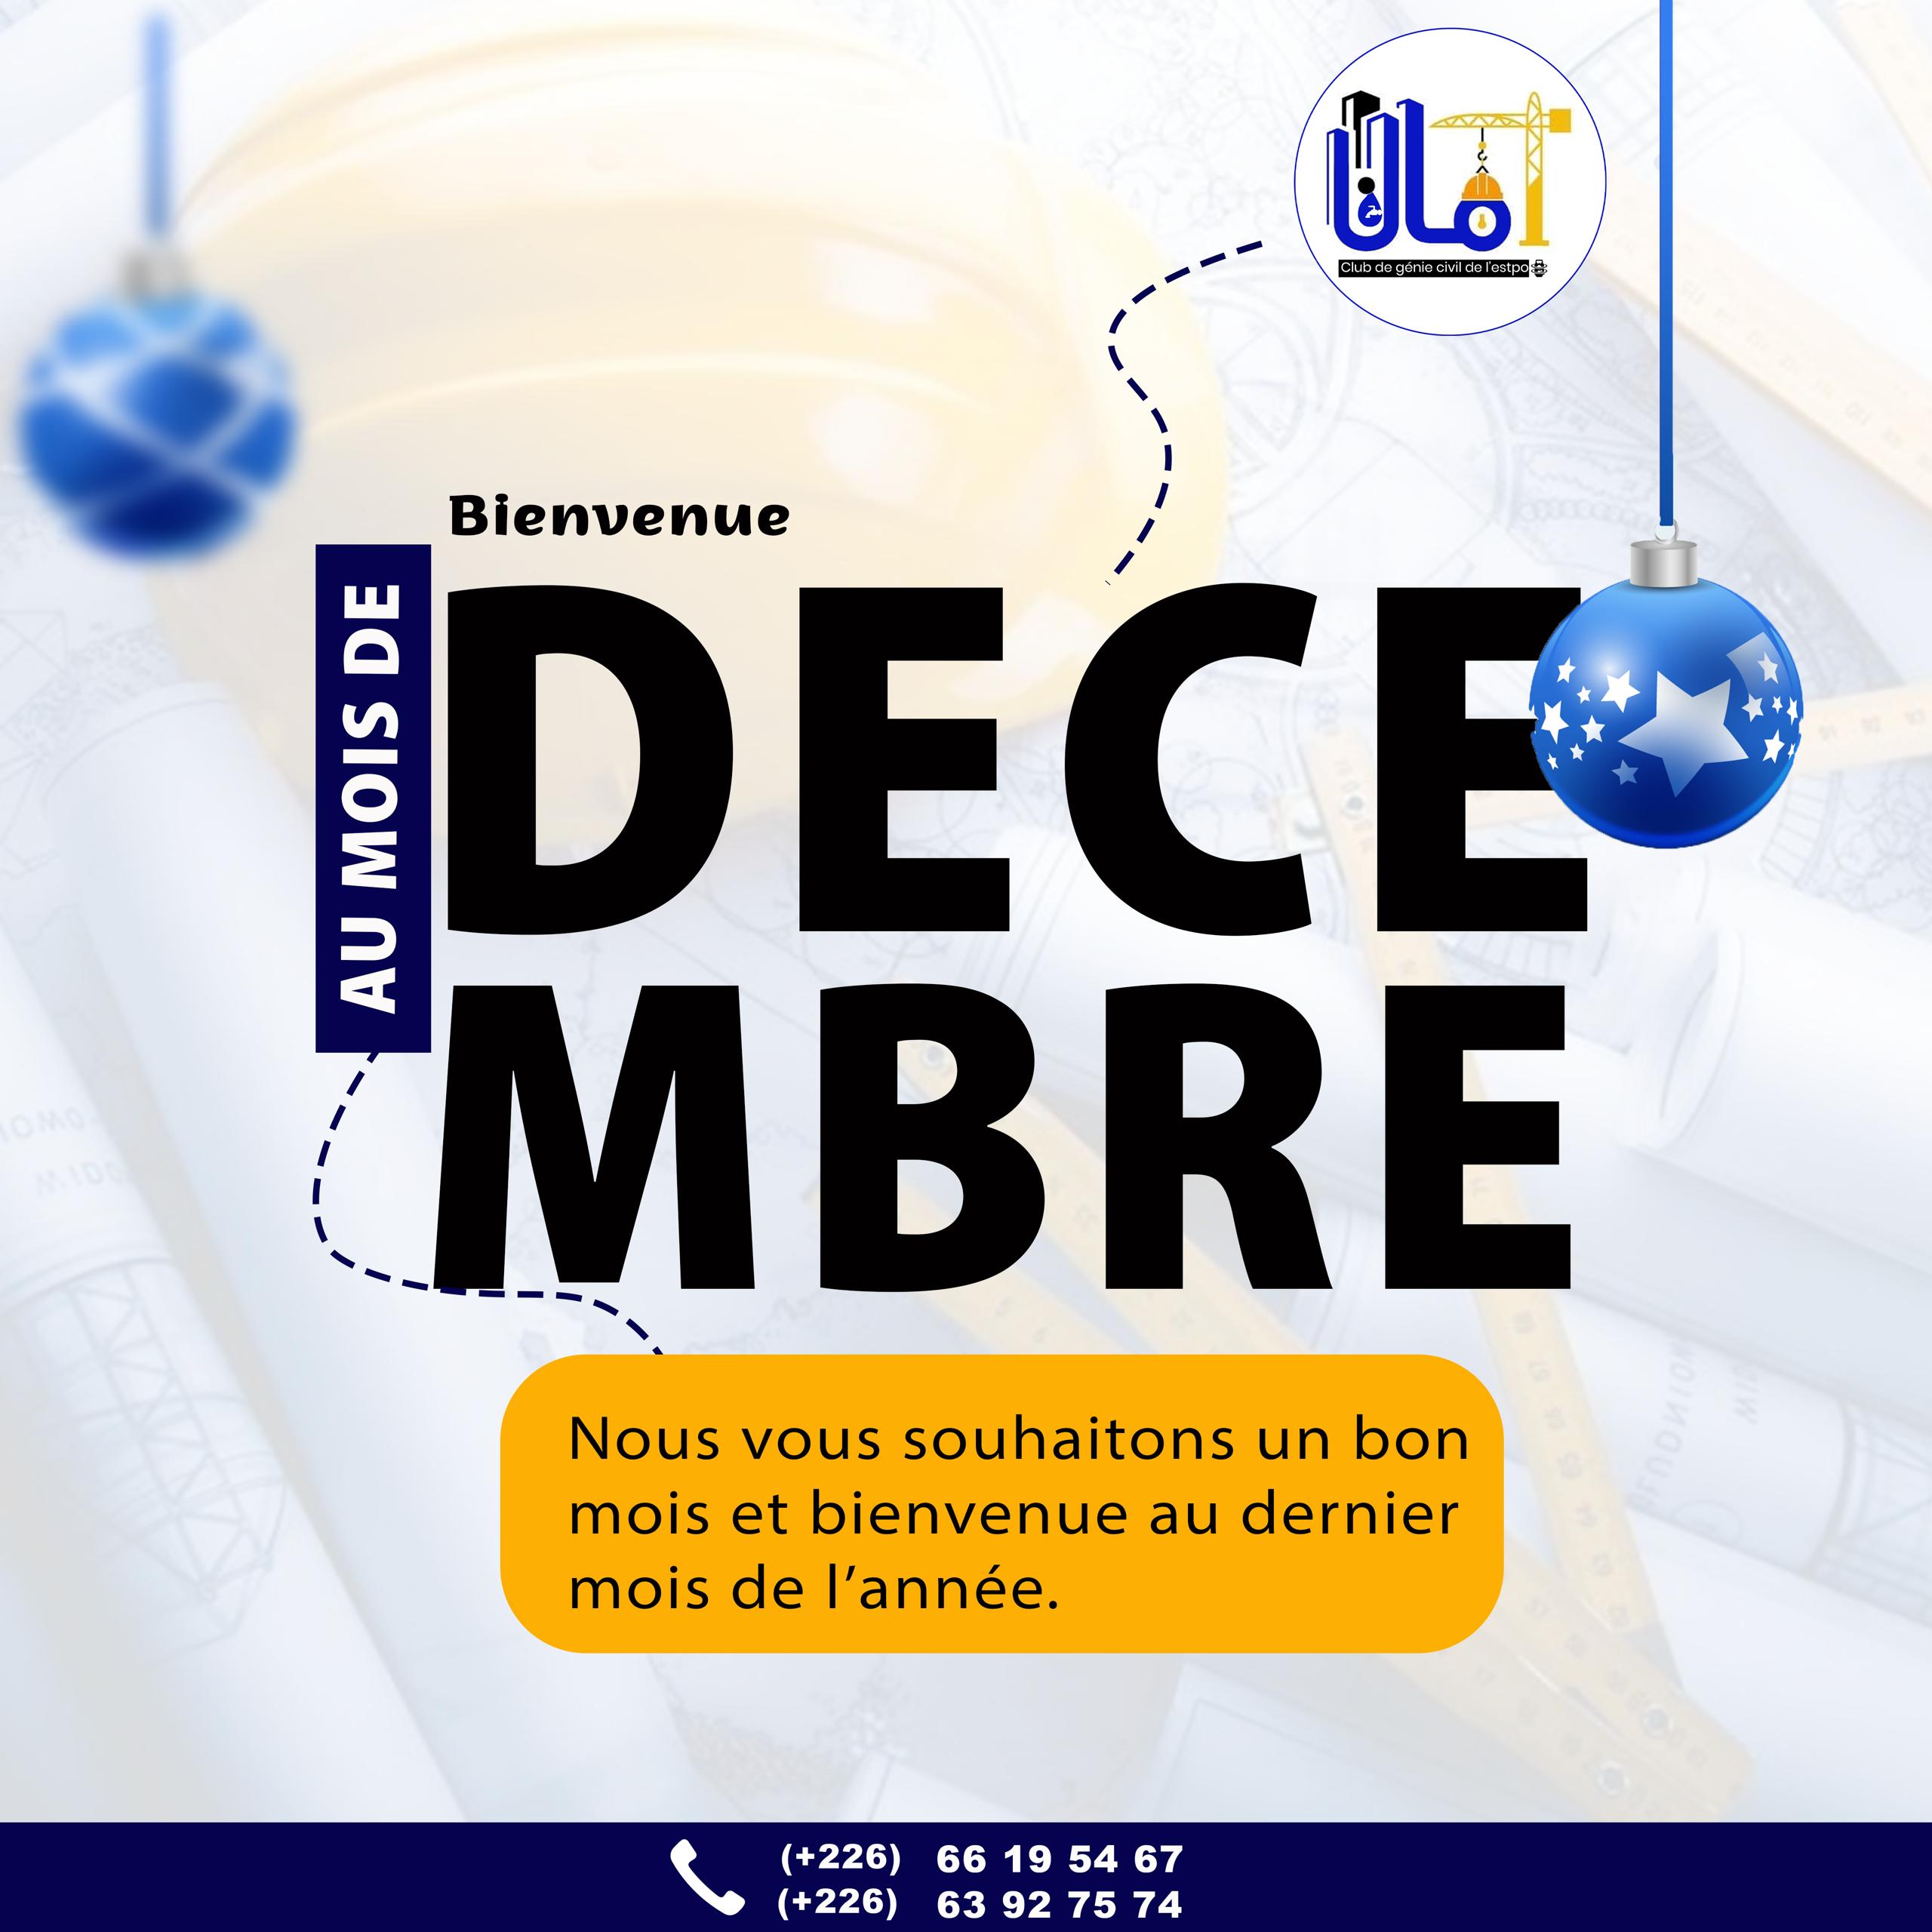 أمان
Club de génie civil de l'estpo
Bienvenue
AU MOIS DE
DECE
MBRE
Nous vous souhaitons un bon
mois et bienvenue au dernier
mois de l’année.
(+226) 66 19 54 67
(+226) 63 92 75 74